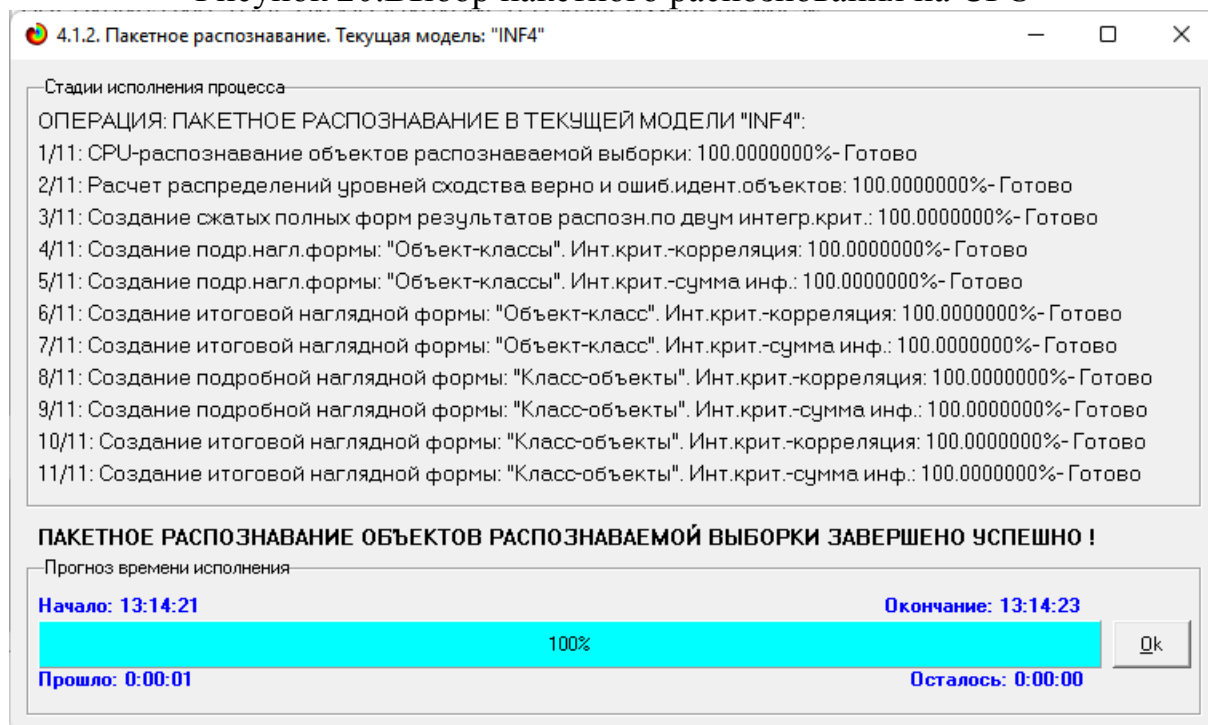 Рисунок 20.Выбор пакетного распознования на CPU
4.1.2. Пакетное распознавание. Текущая модель: "INF4"
Стадии исполнения процесса
ОПЕРАЦИЯ: ПАКЕТНОЕ РАСПОЗНАВАНИЕ В ТЕКУЩЕЙ МОДЕЛИ "INF4":
1/11: CPU-распознавание объектов распознаваемой выборки: 100.0000000%- Готово
2/11: Расчет распределений уровней сходства верно и ошиб.идент.объектов: 100.0000000%- Готово
3/11: Создание сжатых полных форм результатов распозн.по двум интегр.крит.: 100.0000000%- Готово
4/11: Создание подр.нагл.формы: "Объект-классы". Инт.крит.-корреляция: 100.0000000%- Готово
5/11: Создание подр.нагл.формы: "Объект-классы". Инт.крит.-сумма инф.: 100.0000000%- Готово
6/11: Создание итоговой наглядной формы: "Объект-класс". Инт.крит.-корреляция: 100.0000000%- Готово
7/11: Создание итоговой наглядной формы: "Объект-класс". Инт.крит.-сумма инф.: 100.0000000%- Готово
8/11: Создание подробной наглядной формы: "Класс-объекты". Инт.крит.-корреляция: 100.0000000%- Готово
9/11: Создание подробной наглядной формы: "Класс-объекты". Инт.крит.-сумма инф.: 100.0000000%- Готово
10/11: Создание итоговой наглядной формы: "Класс-объекты". Инт.крит.-корреляция: 100.0000000%- Готово
11/11: Создание итоговой наглядной формы: "Класс-объекты". Инт.крит.-сумма инф.: 100.0000000%- Готово
ПАКЕТНОЕ РАСПОЗНАВАНИЕ ОБЪЕКТОВ РАСПОЗНАВАЕМОЙ ВЫБОРКИ ЗАВЕРШЕНО УСПЕШНО !
Прогноз времени исполнения
Начало: 13:14:21 Окончание: 13:14:23
100% Ok
Прошло: 0:00:01 Осталось: 0:00:00